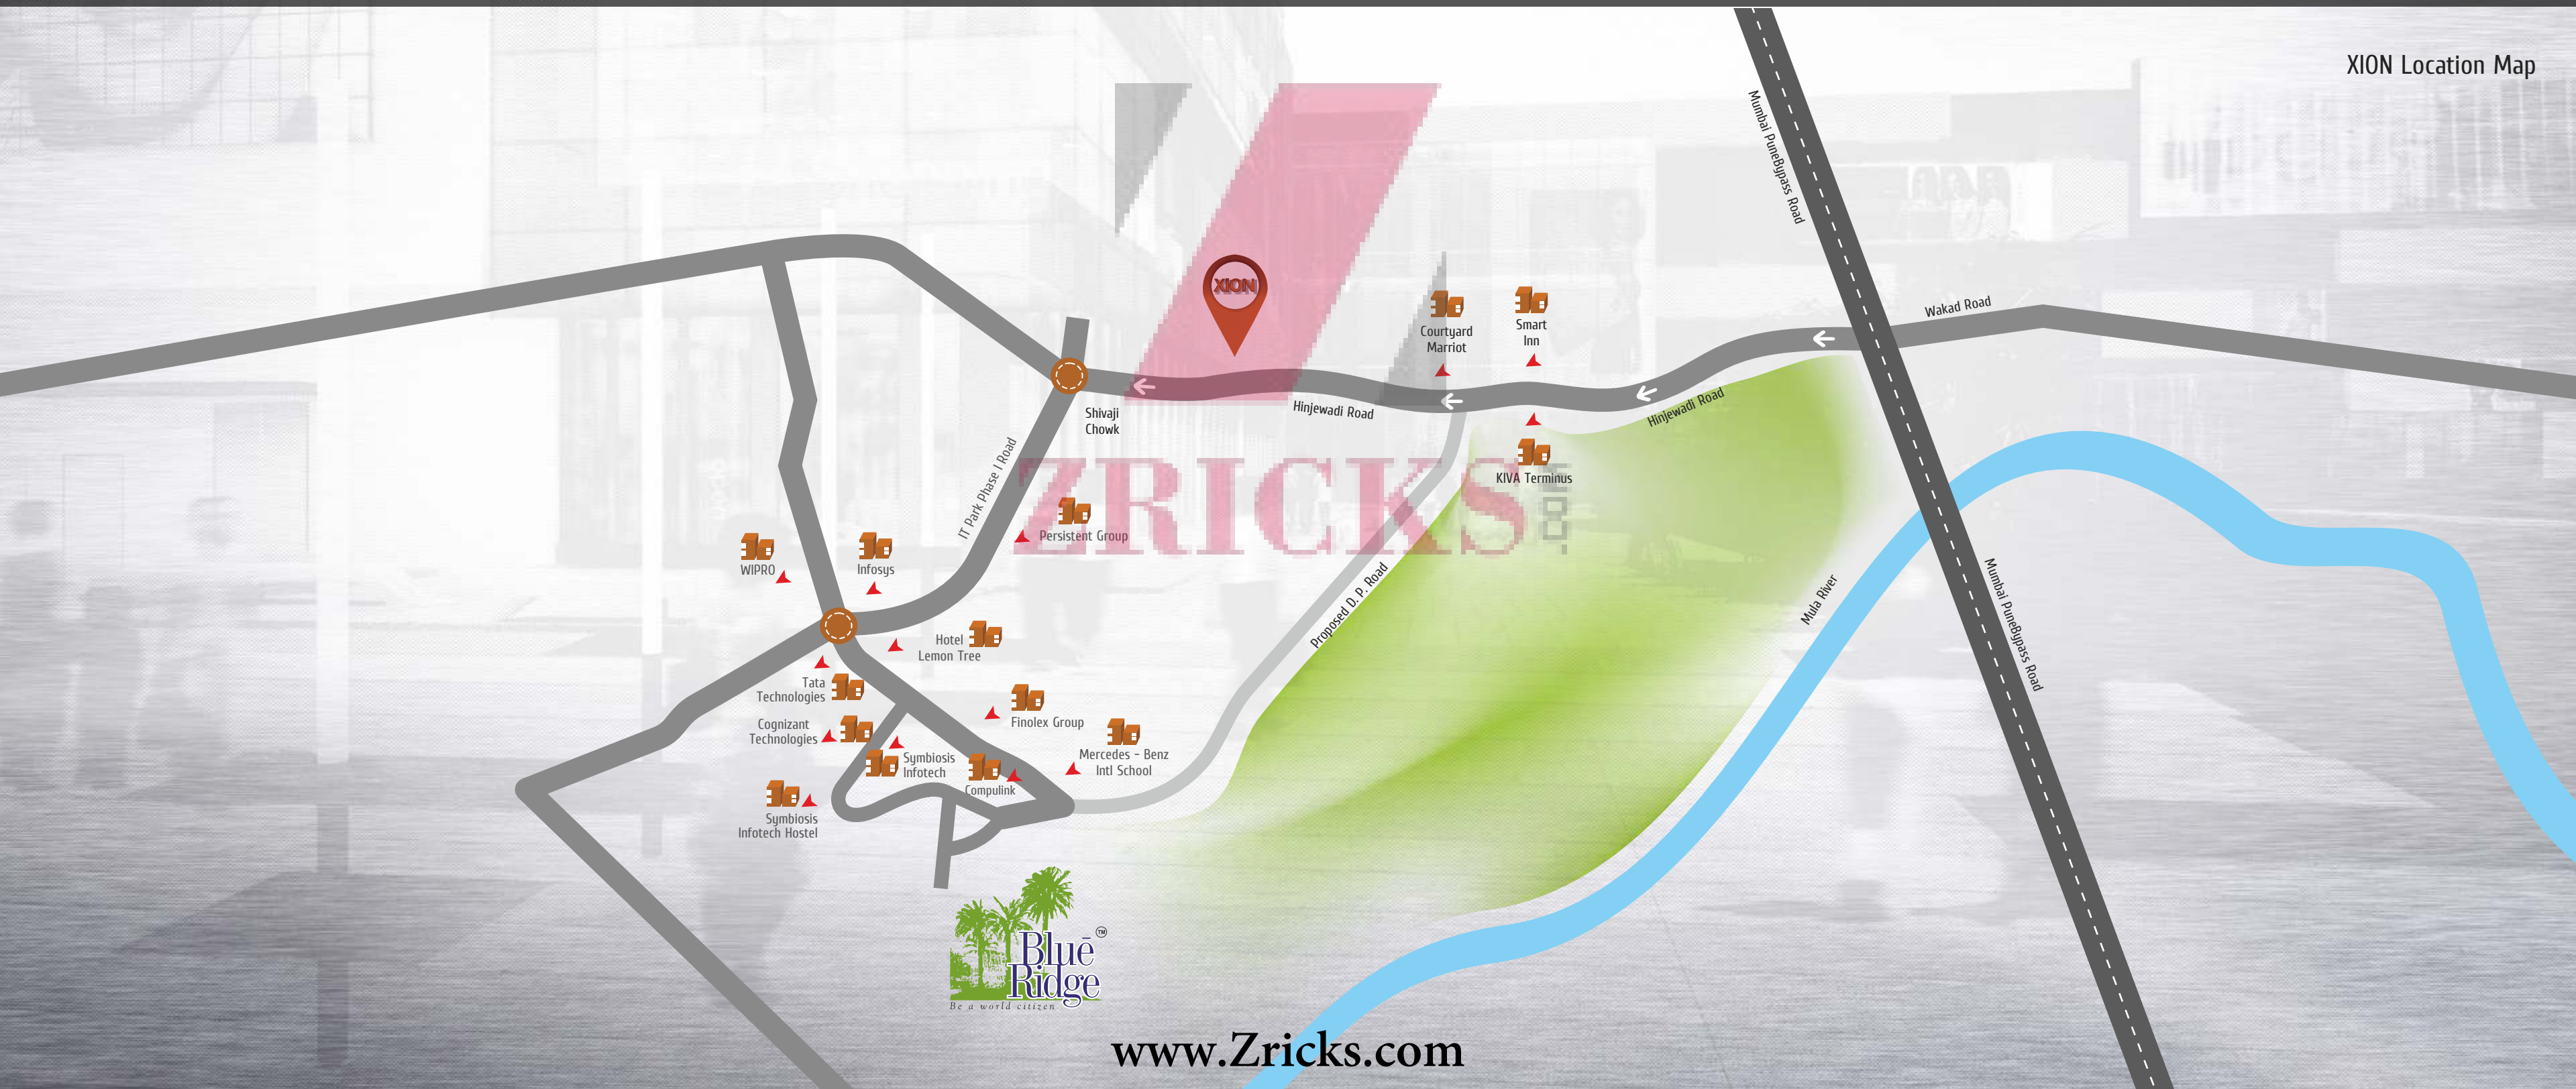 XION Location Map
Mumbai PuneBypass Road
XION
Courtyard
Marriot
Smart
Inn
Wakad Road
Hinjewadi Road
Hinjewadi Road
Shivaji
Chowk
KIVA Terminus
ZRICKS
.COM
IT Park Phase I Road
Persistent Group
WIPRO
Infosys
Proposed D. P. Road
Mula River
Mumbai PuneBypass Road
Hotel
Lemon Tree
Tata
Technologies
Cognizant
Technologies
Finolex Group
Symbiosis
Infotech
Compulink
Mercedes - Benz
Intl School
Symbiosis
Infotech Hostel
Blue
Ridge
TM
Be a world citizen
www.Zricks.com